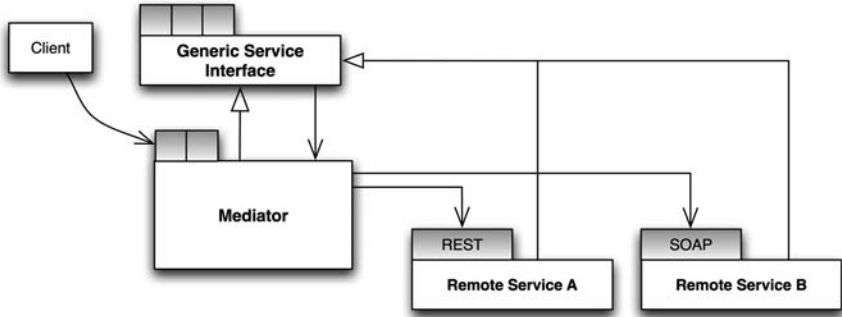 Client
Generic Service
Interface
Mediator
REST
SOAP
Remote Service A
Remote Service B